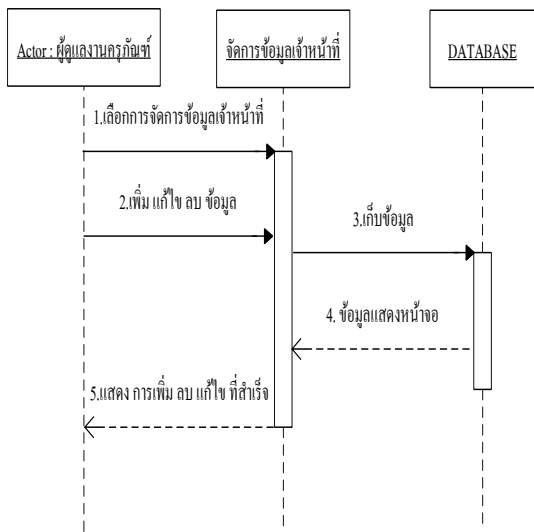 Actor : ผู้ดูแลงานครุภัณฑ์
จัดการข้อมูลเจ้าหน้าที่
DATABASE
1.เลือกการจัดการข้อมูลเจ้าหน้าที่
2.เพิ่ม แก้ไข ลบ ข้อมูล
3.เก็บข้อมูล
4. ข้อมูลแสดงหน้าจอ
5.แสดง การเพิ่ม ลบ แก้ไข ที่สำเร็จ